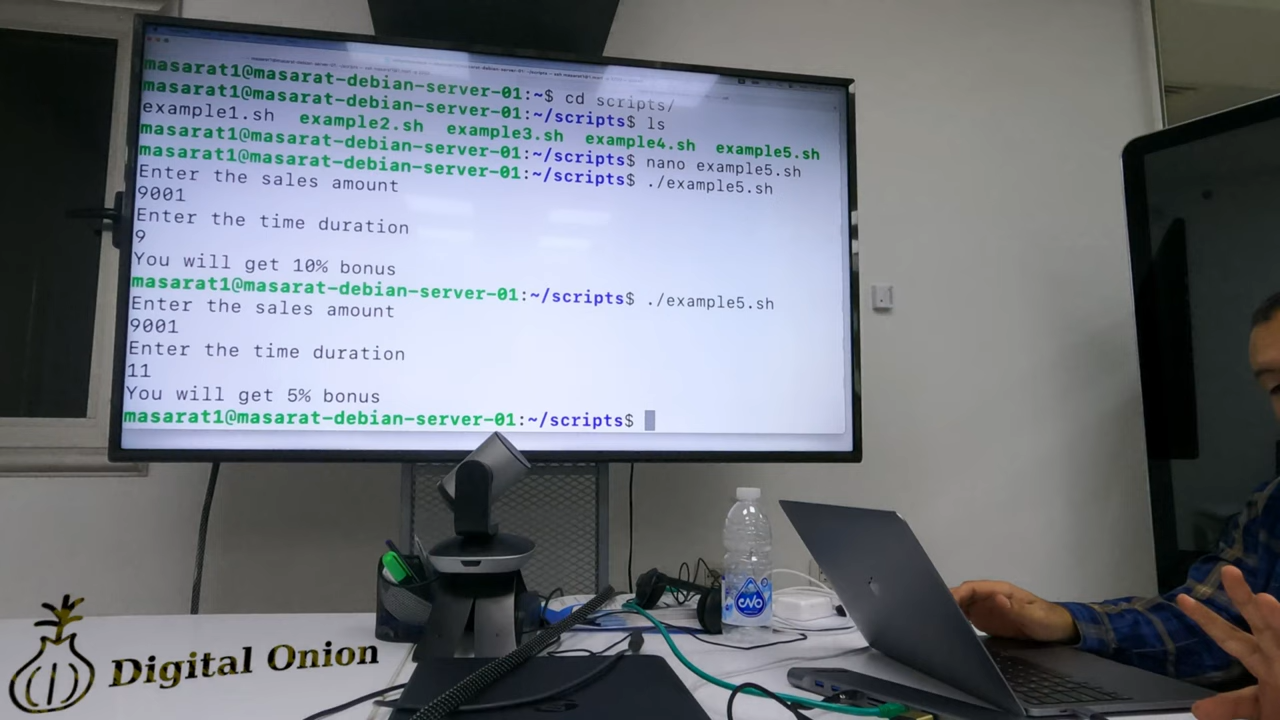 masarat1@masarat-debian-server-01:~$ cd scripts/
masarat1@masarat-debian-server-01:~/scripts$ ls
example1.sh example2.sh example3.sh example4.sh example5.sh
masarat1@masarat-debian-server-01:~/scripts$ nano example5.sh
masarat1@masarat-debian-server-01:~/scripts$ ./example5.sh
Enter the sales amount
9001
Enter the time duration
9
You will get 10% bonus
masarat1@masarat-debian-server-01:~/scripts$ ./example5.sh
Enter the sales amount
9001
Enter the time duration
11
You will get 5% bonus
masarat1@masarat-debian-server-01:~/scripts$
CNO
Digital Onion